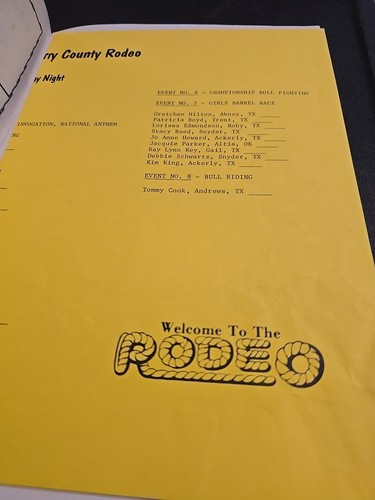 rry County Rodeo
ay Night
INVOCATION, NATIONAL ANTHEM
EVENT NO. 6 - CHAMPIONSHIP BULL FIGHTING
EVENT NO. 7 - GIRLS BARREL RACE
Gretchen Hilton, Abney, TX
Patricia Boyd, Trent, TX
Lorissa Edmondson, Roby, TX
Stacy Reed, Snyder, TX
Jo Anne Howard, Ackerly, TX
Jacquie Parker, Altis, OK
Ray Lynn Key, Gail, TX
Debbie Schwartz, Snyder, TX
Kim King, Ackerly, TX
EVENT NO. 8 - BULL RIDING
Tommy Cook, Andrews, TX
Welcome To The
RODEO